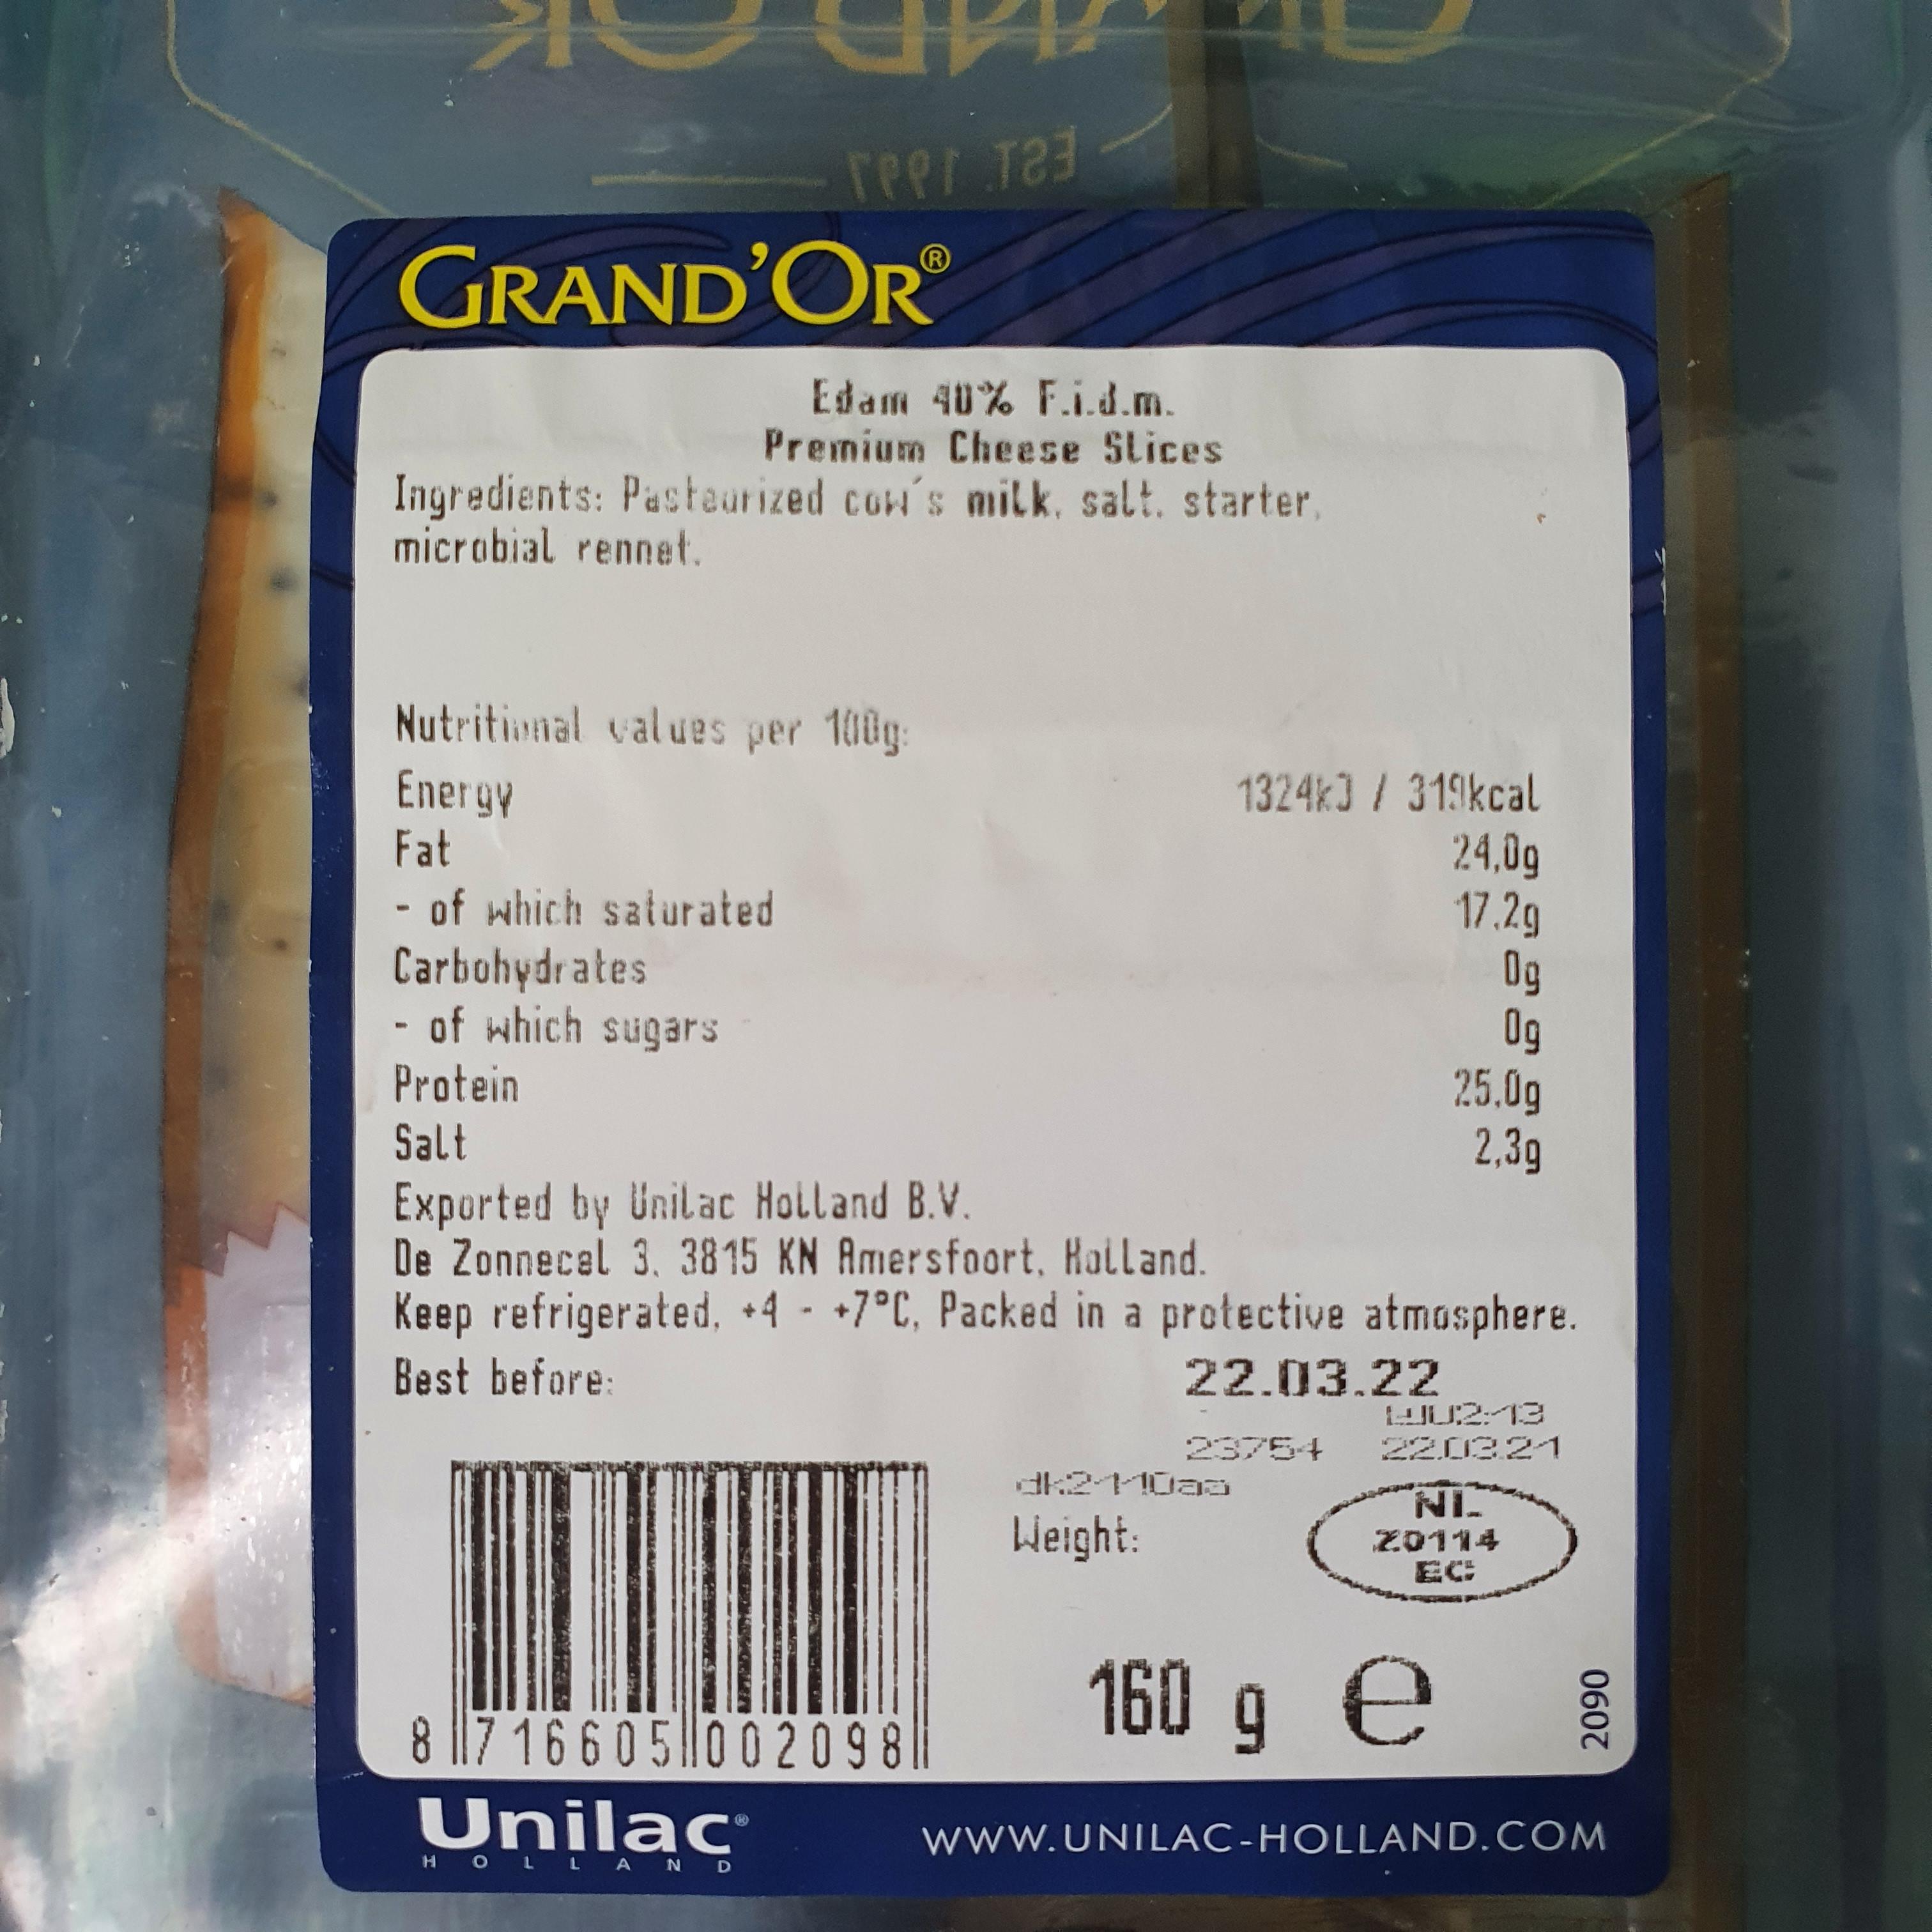 EST. 1997
GRAND'OR®
Edam 40% F.i.d.m.
Premium Cheese Slices
Ingredients: Pasteurized cow´s milk, salt, starter,
microbial rennet.
Nutritional values per 100g:
Energy 1324kJ / 319kcal
Fat 24,0g
- of which saturated 17,2g
Carbohydrates 0g
- of which sugars 0g
Protein 25,0g
Salt 2,3g
Exported by Unilac Holland B.V.
De Zonnecel 3, 3815 KN Amersfoort, Holland.
Keep refrigerated, +4 - +7°C, Packed in a protective atmosphere.
Best before: 22.03.22
23754 22.03.21
dk2110aa
Weight:
NL
Z0114
EC
160 g e
2090
8 716605 002098
Unilac®
HOLLAND
WWW.UNILAC-HOLLAND.COM